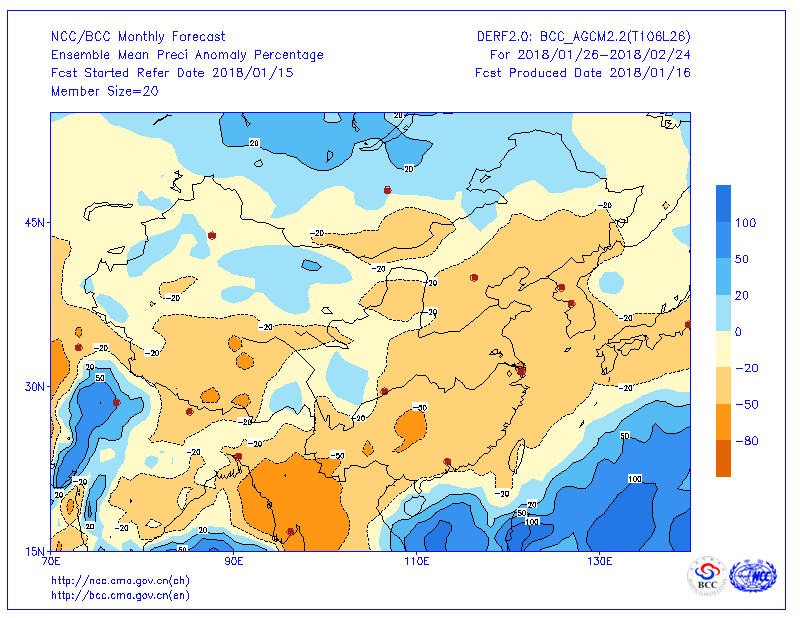 NCC/BCC Monthly Forecast
DERF2.0: BCC_AGCM2.2(T106L26)
Ensemble Mean Preci Anomaly Percentage
For 2018/01/26-2018/02/24
Fcst Started Refer Date 2018/01/15
Fcst Produced Date 2018/01/16
Member Size=20
20
20
20
-20
45N
-20
20
-20
-20
-20
-20
-20
-20
-20
-20
20
50
30N
-20
-20
-50
-20
-20
50
-20
-50
-20
100
20
-20
20
-20
50
100
20
-20
20
50
15N
70E
90E
110E
130E
100
50
20
0
-20
-50
-80
http://ncc.cma.gov.cn(ch)
http://bcc.cma.gov.cn(en)
BCC
NCC